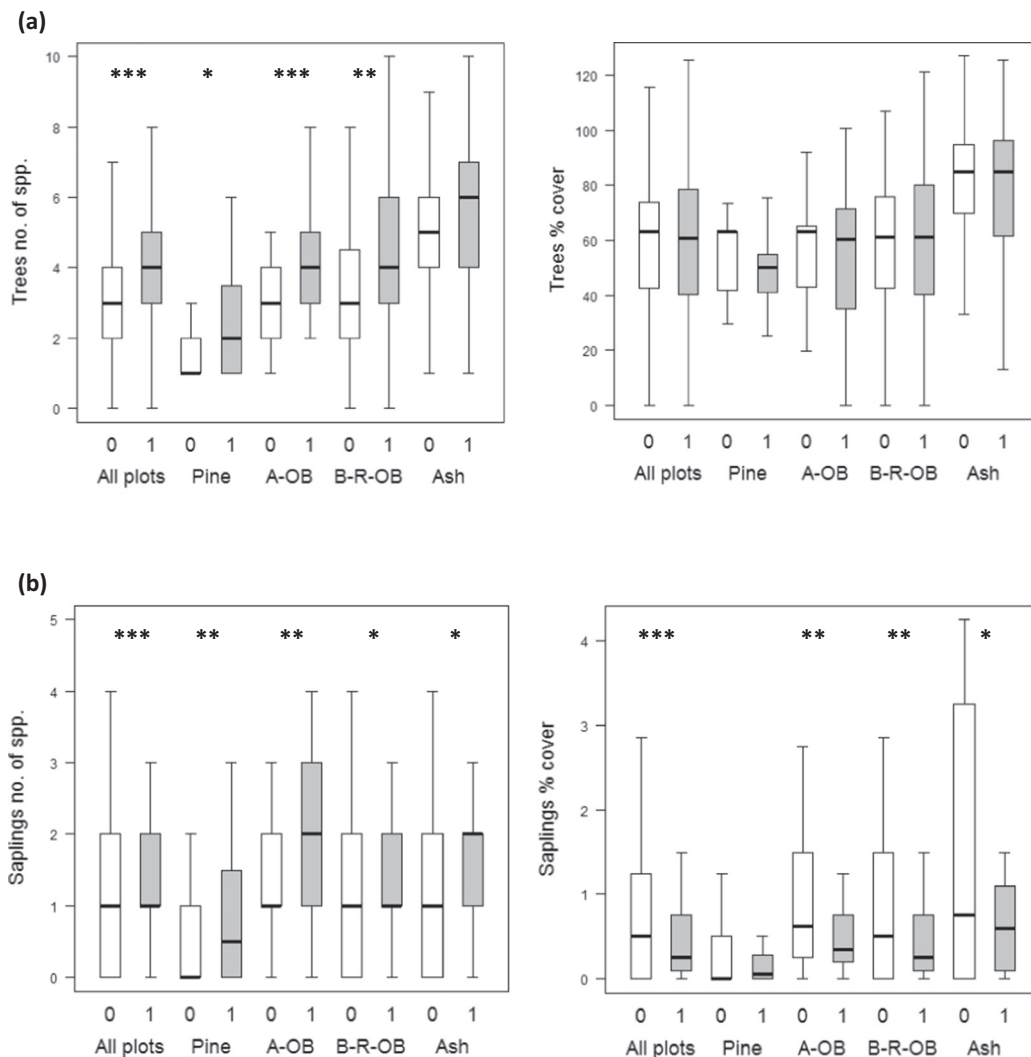 (a)
Trees no. of spp.
10
8
6
4
2
0
*** * *** **
0 1 0 1 0 1 0 1 0 1
All plots Pine A-OB B-R-OB Ash
Trees % cover
120
100
80
60
40
20
0
0 1 0 1 0 1 0 1 0 1
All plots Pine A-OB B-R-OB Ash
(b)
Saplings no. of spp.
5
4
3
2
1
0
*** ** ** * *
0 1 0 1 0 1 0 1 0 1
All plots Pine A-OB B-R-OB Ash
Saplings % cover
4
3
2
1
0
*** ** ** *
0 1 0 1 0 1 0 1 0 1
All plots Pine A-OB B-R-OB Ash